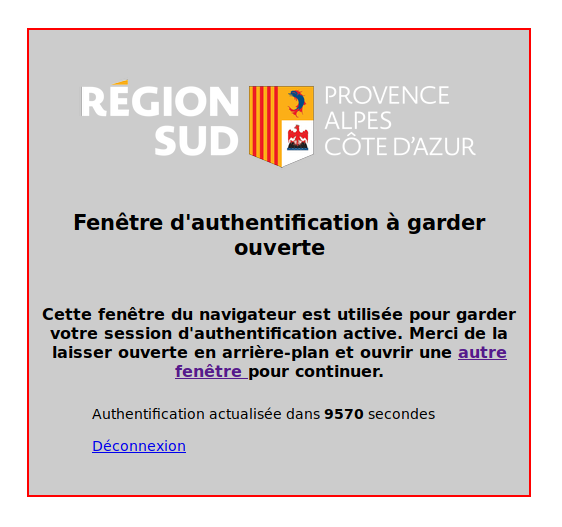 RÉGION
SUD
PROVENCE
ALPES
CÔTE D'AZUR
Fenêtre d'authentification à garder
ouverte
Cette fenêtre du navigateur est utilisée pour garder
votre session d'authentification active. Merci de la
laisser ouverte en arrière-plan et ouvrir une autre
fenêtre pour continuer.
Authentification actualisée dans 9570 secondes
Déconnexion